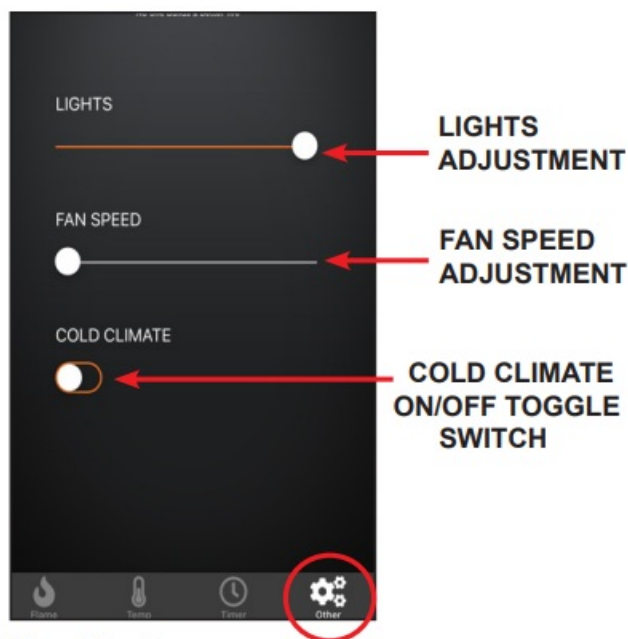 LIGHTS
LIGHTS
ADJUSTMENT
FAN SPEED
FAN SPEED
ADJUSTMENT
COLD CLIMATE
COLD CLIMATE
ON/OFF TOGGLE
SWITCH
Flame
Temp
Timer
Other